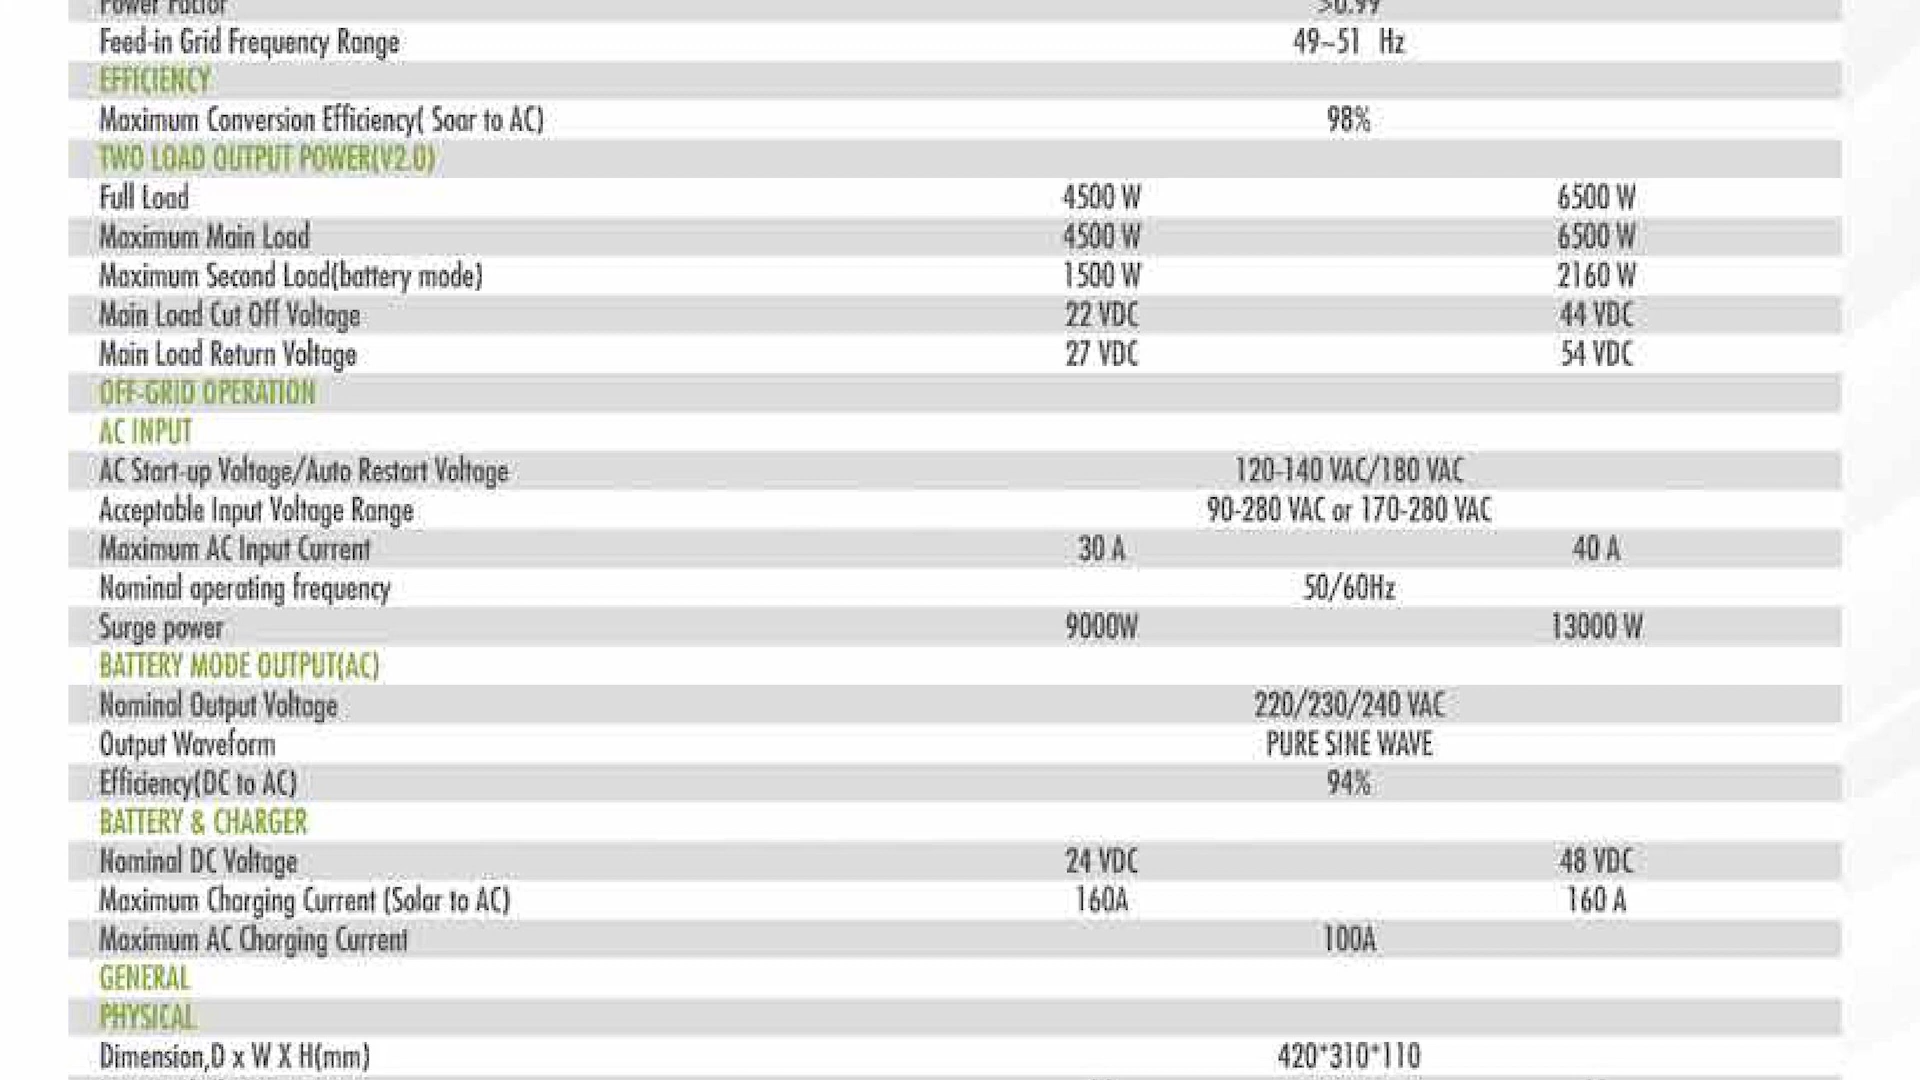 Power Factor >0.99
Feed-in Grid Frequency Range 49~51 Hz
EFFICIENCY
Maximum Conversion Efficiency( Soar to AC) 98%
TWO LOAD OUTPUT POWER(V2.0)
Full Load 4500 W 6500 W
Maximum Main Load 4500 W 6500 W
Maximum Second Load(battery mode) 1500 W 2160 W
Main Load Cut Off Voltage 22 VDC 44 VDC
Main Load Return Voltage 27 VDC 54 VDC
OFF-GRID OPERATION
AC INPUT
AC Start-up Voltage/Auto Restart Voltage 120-140 VAC/180 VAC
Acceptable Input Voltage Range 90-280 VAC or 170-280 VAC
Maximum AC Input Current 30 A 40 A
Nominal operating frequency 50/60Hz
Surge power 9000W 13000 W
BATTERY MODE OUTPUT(AC)
Nominal Output Voltage 220/230/240 VAC
Output Waveform PURE SINE WAVE
Efficiency(DC to AC) 94%
BATTERY & CHARGER
Nominal DC Voltage 24 VDC 48 VDC
Maximum Charging Current (Solar to AC) 160A 160 A
Maximum AC Charging Current 100A
GENERAL
PHYSICAL
Dimension,D x W X H(mm) 420*310*110